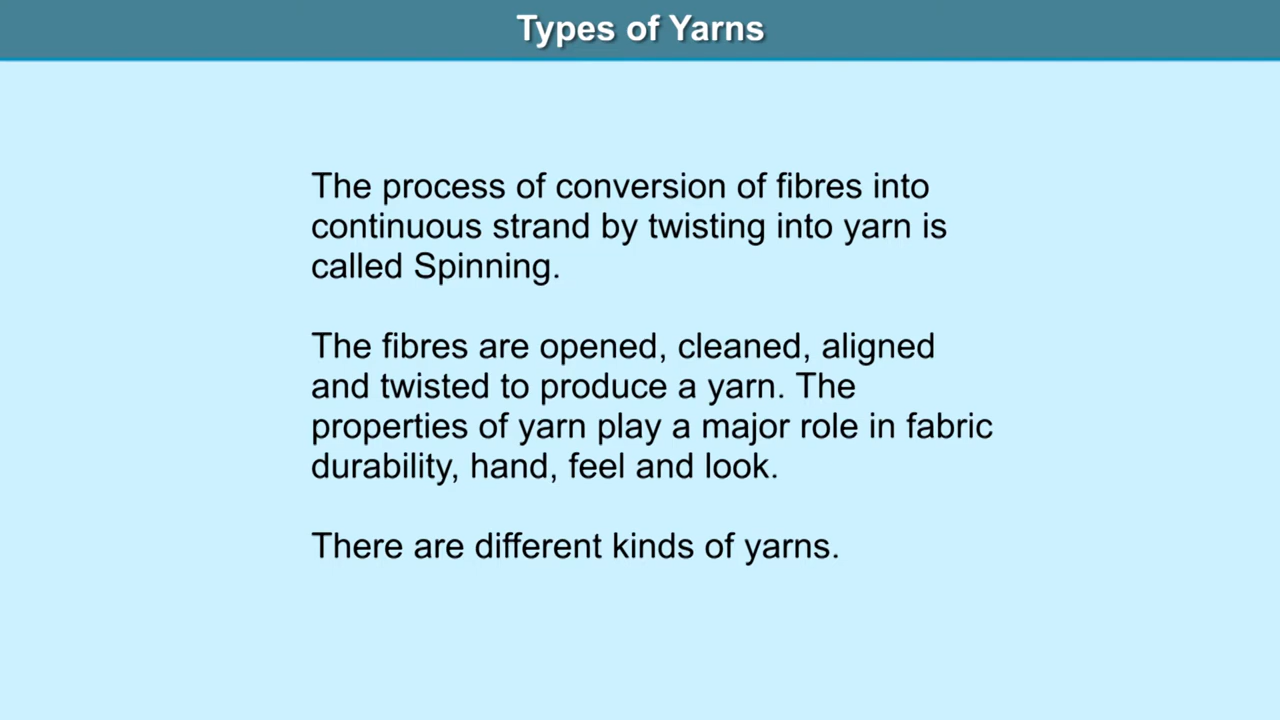 Types of Yarns
The process of conversion of fibres into
continuous strand by twisting into yarn is
called Spinning.
The fibres are opened, cleaned, aligned
and twisted to produce a yarn. The
properties of yarn play a major role in fabric
durability, hand, feel and look.
There are different kinds of yarns.